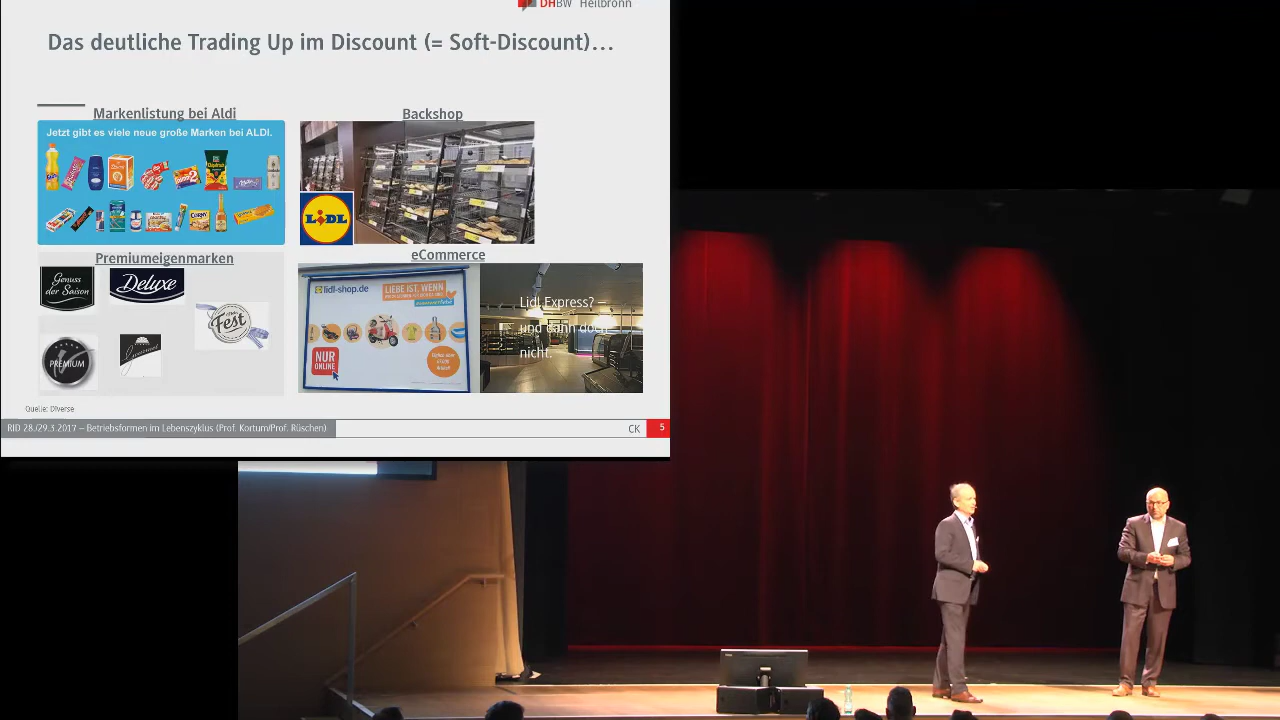 DHBW Heilbronn
Das deutliche Trading Up im Discount (= Soft-Discount)...
Markenlistung bei Aldi
Jetzt gibt es viele neue große Marken bei ALDI.
Backshop
LIDL
Premiumeigenmarken
Genuss
der Saison
Deluxe
Fest
PREMIUM
Gourmet
eCommerce
lidl-shop.de
LIEBE IST, WENN
NUR
ONLINE
Lidl Express? –
und dann doch
nicht.
Quelle: Diverse
RID 28./29.3.2017 – Betriebsformen im Lebenszyklus (Prof. Kortum/Prof. Rüschen)
CK
5